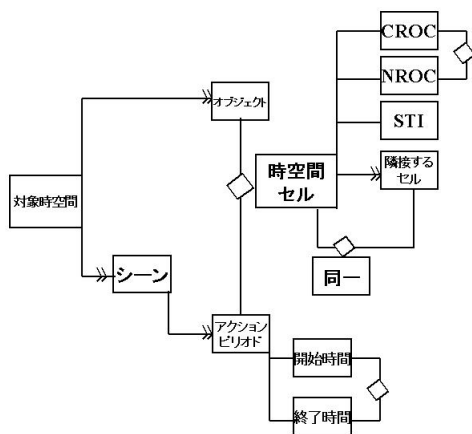 CROC
NROC
STI
オブジェクト
時空間
セル
隣接する
セル
対象時空間
シーン
同一
アクション
ピリオド
開始時間
終了時間